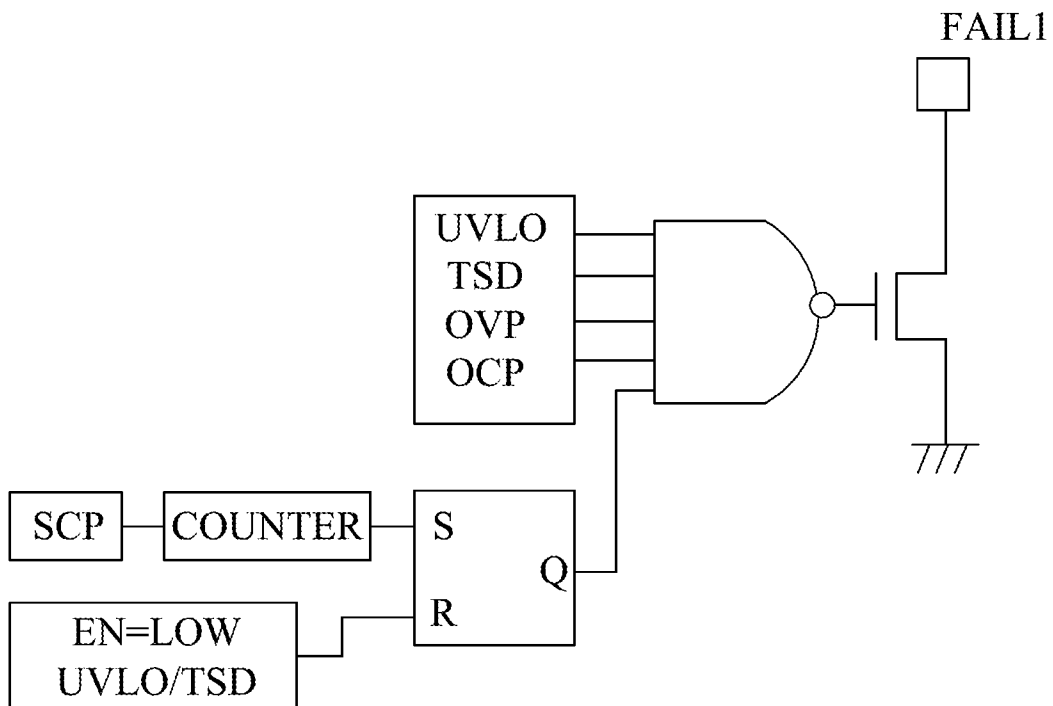 FAIL1
UVLO
TSD
OVP
OCP
SCP
COUNTER
S
Q
R
EN=LOW
UVLO/TSD